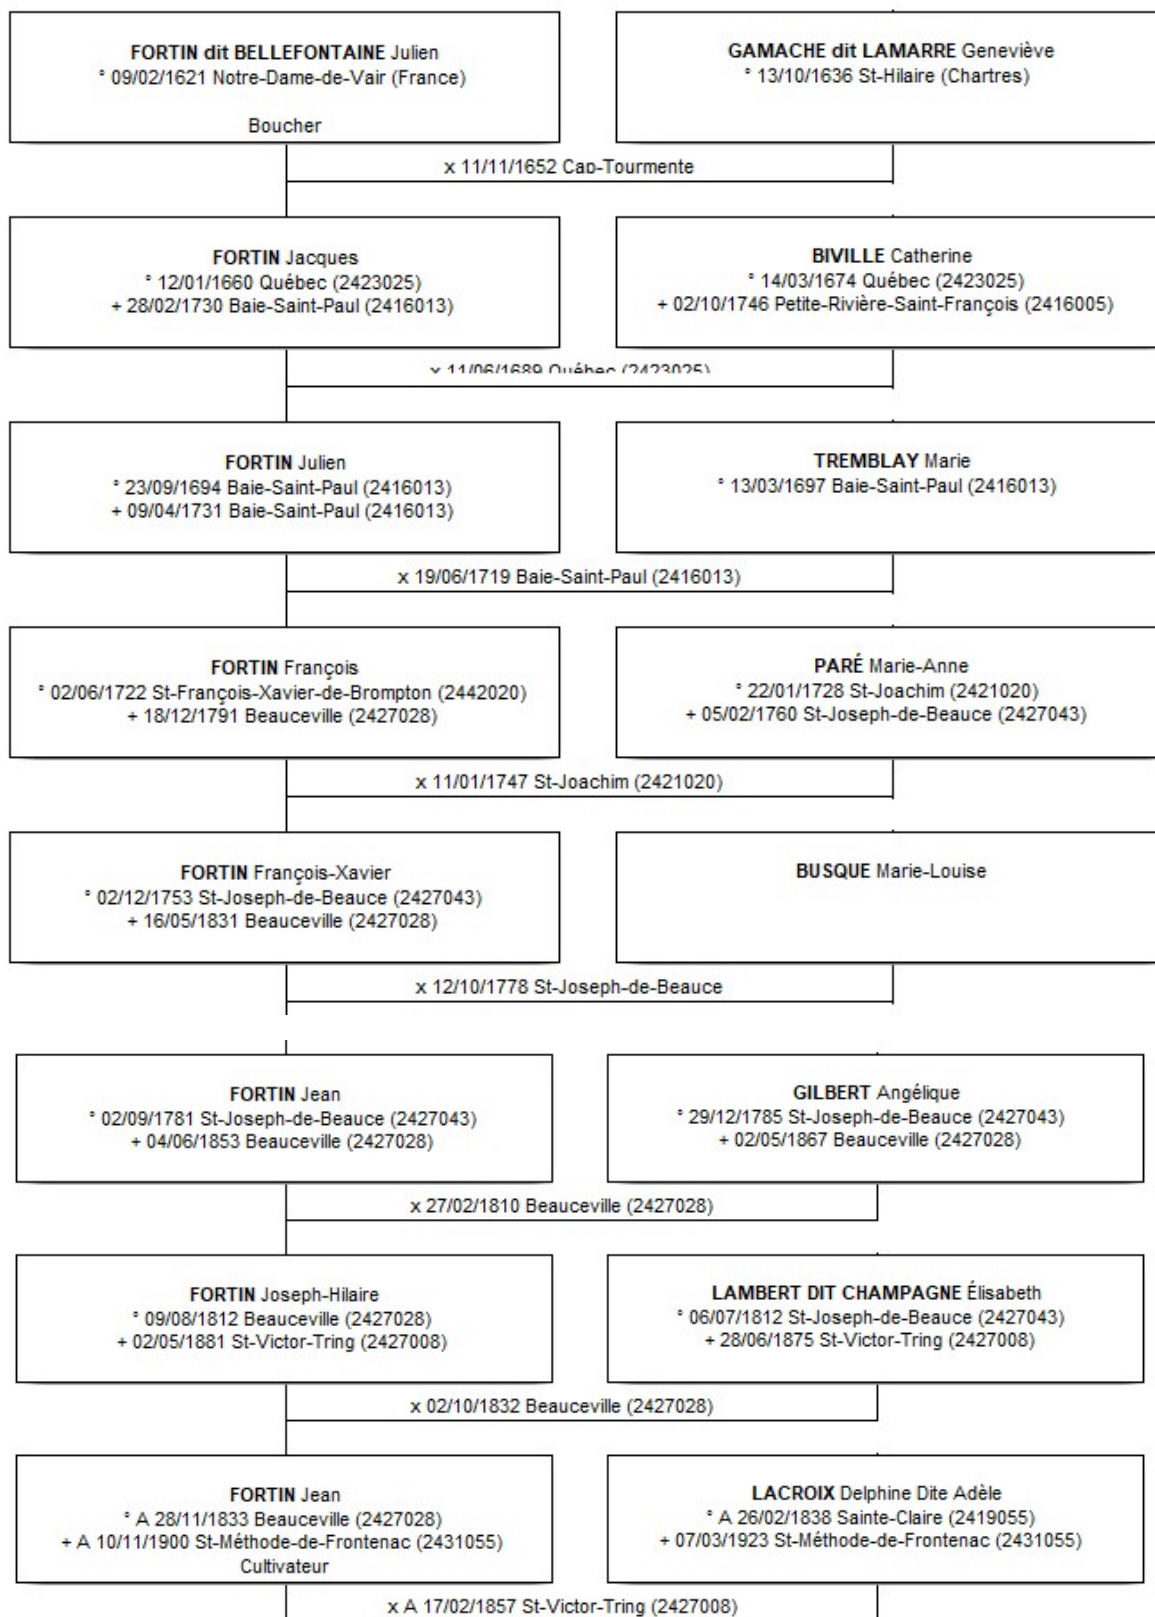 FORTIN dit BELLEFONTAINE Julien
° 09/02/1621 Notre-Dame-de-Vair (France)
Boucher
GAMACHE dit LAMARRE Geneviève
° 13/10/1636 St-Hilaire (Chartres)
x 11/11/1652 Cap-Tourmente
FORTIN Jacques
° 12/01/1660 Québec (2423025)
+ 28/02/1730 Baie-Saint-Paul (2416013)
BIVILLE Catherine
° 14/03/1674 Québec (2423025)
+ 02/10/1746 Petite-Rivière-Saint-François (2416005)
x 11/06/1689 Québec (2423025)
FORTIN Julien
° 23/09/1694 Baie-Saint-Paul (2416013)
+ 09/04/1731 Baie-Saint-Paul (2416013)
TREMBLAY Marie
° 13/03/1697 Baie-Saint-Paul (2416013)
x 19/06/1719 Baie-Saint-Paul (2416013)
FORTIN François
° 02/06/1722 St-François-Xavier-de-Brompton (2442020)
+ 18/12/1791 Beauceville (2427028)
PARÉ Marie-Anne
° 22/01/1728 St-Joachim (2421020)
+ 05/02/1760 St-Joseph-de-Beauce (2427043)
x 11/01/1747 St-Joachim (2421020)
FORTIN François-Xavier
° 02/12/1753 St-Joseph-de-Beauce (2427043)
+ 16/05/1831 Beauceville (2427028)
BUSQUE Marie-Louise
x 12/10/1778 St-Joseph-de-Beauce
FORTIN Jean
° 02/09/1781 St-Joseph-de-Beauce (2427043)
+ 04/06/1853 Beauceville (2427028)
GILBERT Angélique
° 29/12/1785 St-Joseph-de-Beauce (2427043)
+ 02/05/1867 Beauceville (2427028)
x 27/02/1810 Beauceville (2427028)
FORTIN Joseph-Hilaire
° 09/08/1812 Beauceville (2427028)
+ 02/05/1881 St-Victor-Tring (2427008)
LAMBERT DIT CHAMPAGNE Élisabeth
° 06/07/1812 St-Joseph-de-Beauce (2427043)
+ 28/06/1875 St-Victor-Tring (2427008)
x 02/10/1832 Beauceville (2427028)
FORTIN Jean
° A 28/11/1833 Beauceville (2427028)
+ A 10/11/1900 St-Méthode-de-Frontenac (2431055)
Cultivateur
LACROIX Delphine Dite Adèle
° A 26/02/1838 Sainte-Claire (2419055)
+ 07/03/1923 St-Méthode-de-Frontenac (2431055)
x A 17/02/1857 St-Victor-Tring (2427008)